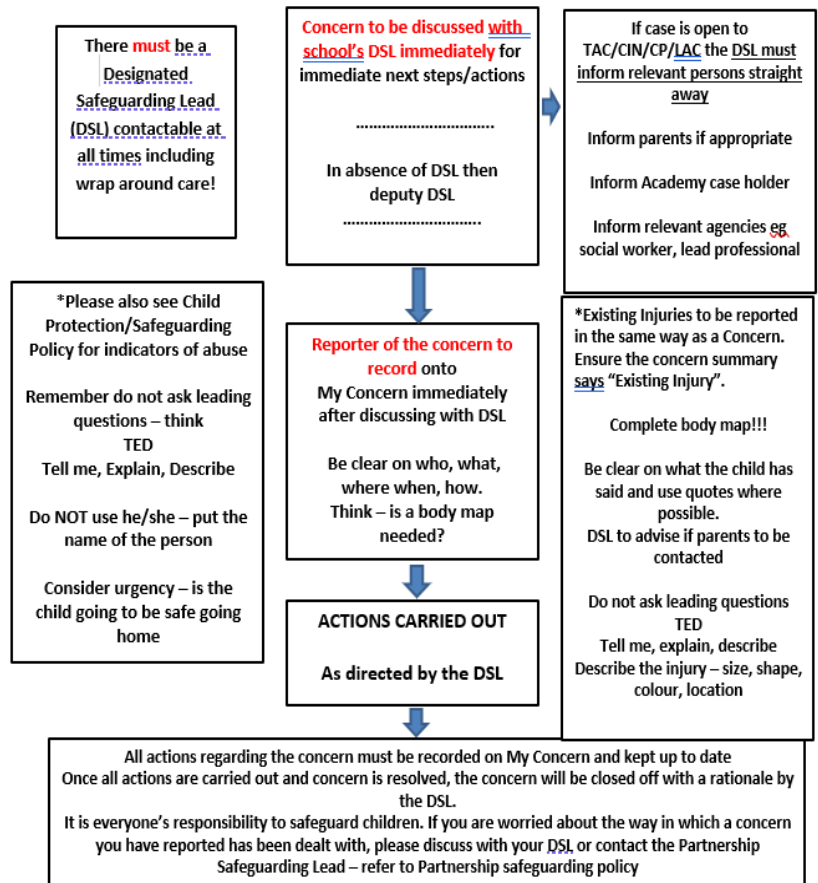 There must be a
Designated
Safeguarding Lead
(DSL) contactable at
all times including
wrap around care!
Concern to be discussed with
school's DSL immediately for
immediate next steps/actions
..............................
In absence of DSL then
deputy DSL
..............................
If case is open to
TAC/CIN/CP/LAC the DSL must
inform relevant persons straight
away
Inform parents if appropriate
Inform Academy case holder
Inform relevant agencies eg
social worker, lead professional
*Please also see Child
Protection/Safeguarding
Policy for indicators of abuse
Remember do not ask leading
questions – think
TED
Tell me, Explain, Describe
Do NOT use he/she – put the
name of the person
Consider urgency – is the
child going to be safe going
home
Reporter of the concern to
record onto
My Concern immediately
after discussing with DSL
Be clear on who, what,
where when, how.
Think – is a body map
needed?
*Existing Injuries to be reported
in the same way as a Concern.
Ensure the concern summary
says “Existing Injury”.
Complete body map!!!
Be clear on what the child has
said and use quotes where
possible.
DSL to advise if parents to be
contacted
Do not ask leading questions
TED
Tell me, explain, describe
Describe the injury – size, shape,
colour, location
ACTIONS CARRIED OUT
As directed by the DSL
All actions regarding the concern must be recorded on My Concern and kept up to date
Once all actions are carried out and concern is resolved, the concern will be closed off with a rationale by
the DSL.
It is everyone's responsibility to safeguard children. If you are worried about the way in which a concern
you have reported has been dealt with, please discuss with your DSL or contact the Partnership
Safeguarding Lead – refer to Partnership safeguarding policy